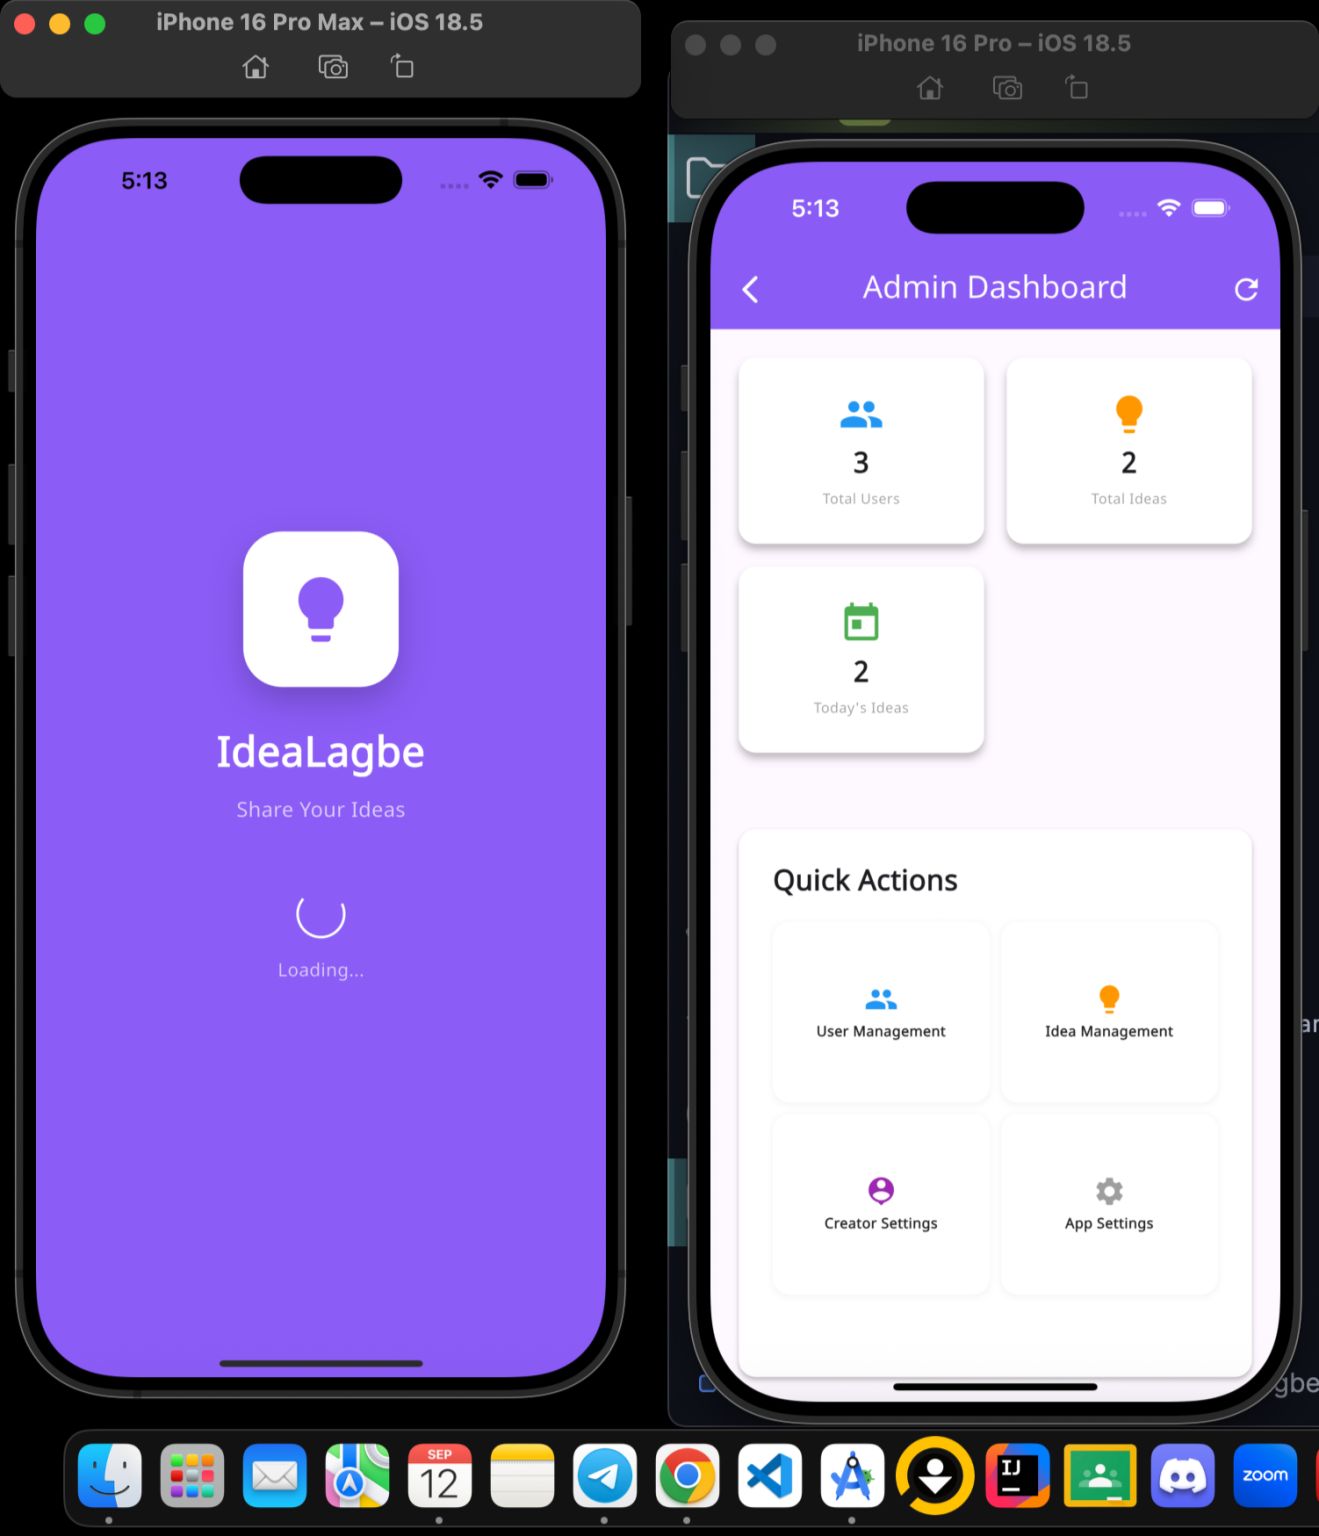 iPhone 16 Pro Max – iOS 18.5
5:13
IdeaLagbe
Share Your Ideas
Loading...
iPhone 16 Pro – iOS 18.5
5:13
Admin Dashboard
3
Total Users
2
Total Ideas
2
Today's Ideas
Quick Actions
User Management
Idea Management
Creator Settings
App Settings
ar
gbe
SEP
12
IJ
zoom